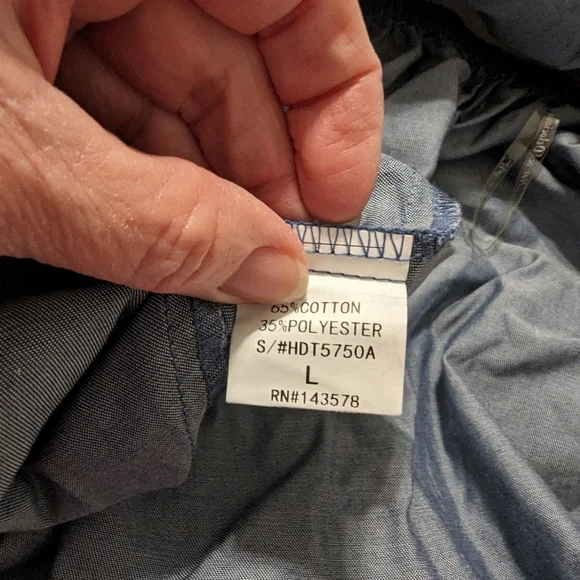 65%COTTON
35%POLYESTER
S/#HDT5750A
L
RN#143578